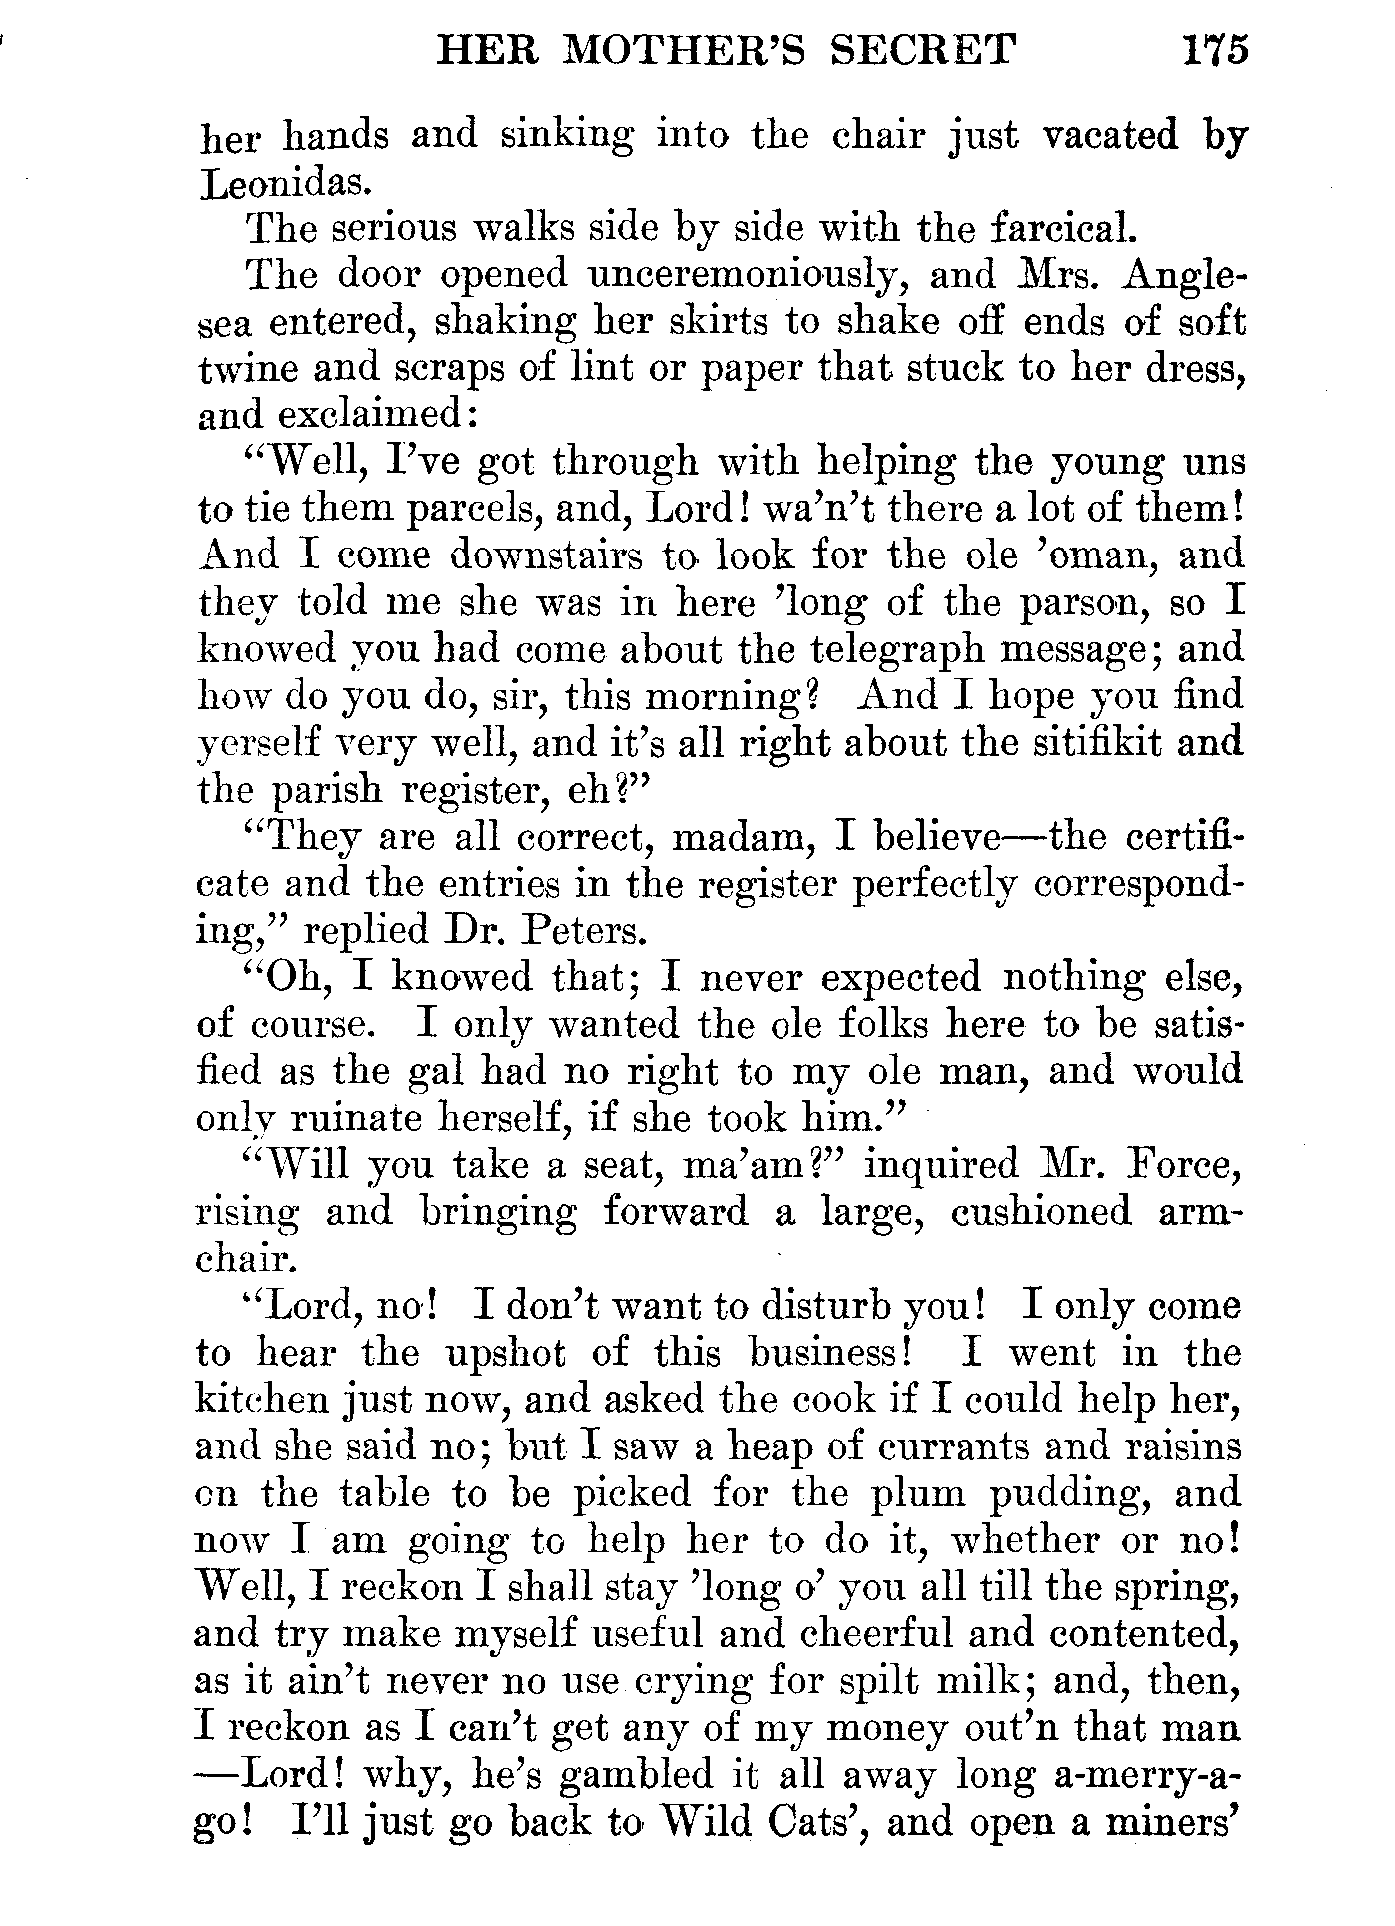 HER MOTHER'S SECRET 175
her hands and sinking into the chair just vacated by
Leonidas.
The serious walks side by side with the farcical.
The door opened unceremoniously, and Mrs. Angle-
sea entered, shaking her skirts to shake off ends of soft
twine and scraps of lint or paper that stuck to her dress,
and exclaimed:
“Well, I’ve got through with helping the young uns
to tie them parcels, and, Lord! wa’n’t there a lot of them!
And I come downstairs to look for the ole ’oman, and
they told me she was in here ’long of the parson, so I
knowed you had come about the telegraph message; and
how do you do, sir, this morning? And I hope you find
yerself very well, and it’s all right about the sitifikit and
the parish register, eh?”
“They are all correct, madam, I believe—the certifi-
cate and the entries in the register perfectly correspond-
ing,” replied Dr. Peters.
“Oh, I knowed that; I never expected nothing else,
of course. I only wanted the ole folks here to be satis-
fied as the gal had no right to my ole man, and would
only ruinate herself, if she took him.”
“Will you take a seat, ma’am?” inquired Mr. Force,
rising and bringing forward a large, cushioned arm-
chair.
“Lord, no! I don’t want to disturb you! I only come
to hear the upshot of this business! I went in the
kitchen just now, and asked the cook if I could help her,
and she said no; but I saw a heap of currants and raisins
on the table to be picked for the plum pudding, and
now I am going to help her to do it, whether or no!
Well, I reckon I shall stay ’long o’ you all till the spring,
and try make myself useful and cheerful and contented,
as it ain’t never no use crying for spilt milk; and, then,
I reckon as I can’t get any of my money out’n that man
—Lord! why, he’s gambled it all away long a-merry-a-
go! I’ll just go back to Wild Cats’, and open a miners’